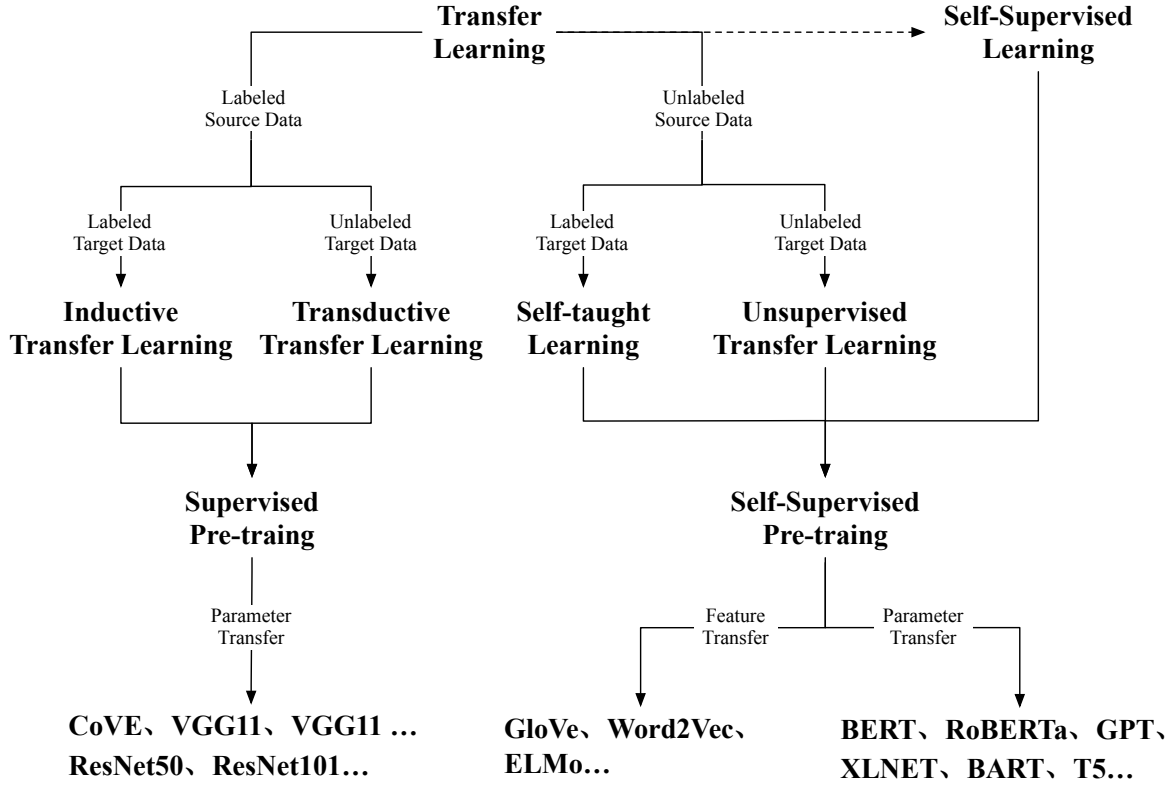 Transfer
Learning
Self-Supervised
Learning
Labeled
Source Data
Unlabeled
Source Data
Labeled
Target Data
Unlabeled
Target Data
Labeled
Target Data
Unlabeled
Target Data
Inductive
Transfer Learning
Transductive
Transfer Learning
Self-taught
Learning
Unsupervised
Transfer Learning
Supervised
Pre-traing
Self-Supervised
Pre-traing
Parameter
Transfer
Feature
Transfer
Parameter
Transfer
CoVE、VGG11、VGG11 …
ResNet50、ResNet101…
GloVe、Word2Vec、
ELMo…
BERT、RoBERTa、GPT、
XLNET、BART、T5…